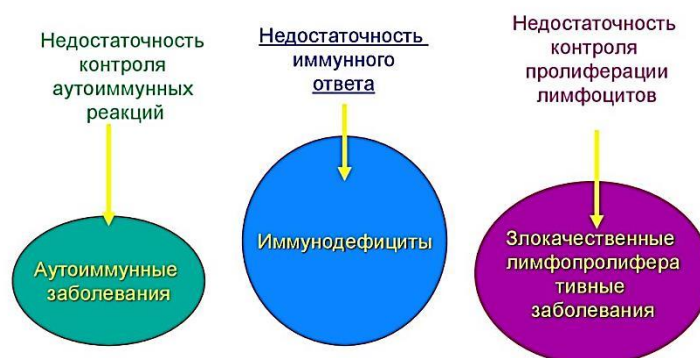 Недостаточность
контроля
аутоиммунных
реакций
Аутоиммунные
заболевания
Недостаточность
иммунного
ответа
Иммунодефициты
Недостаточность
контроля
пролиферации
лимфоцитов
Злокачественные
лимфопролифера
тивные
заболевания